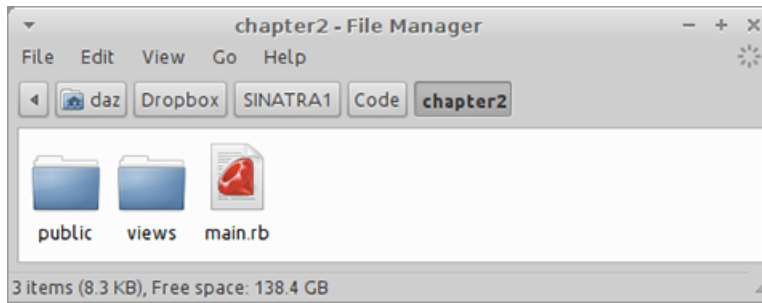 chapter2 - File Manager
File Edit View Go Help
daz Dropbox SINATRA1 Code chapter2
public views main.rb
3 items (8.3 KB), Free space: 138.4 GB